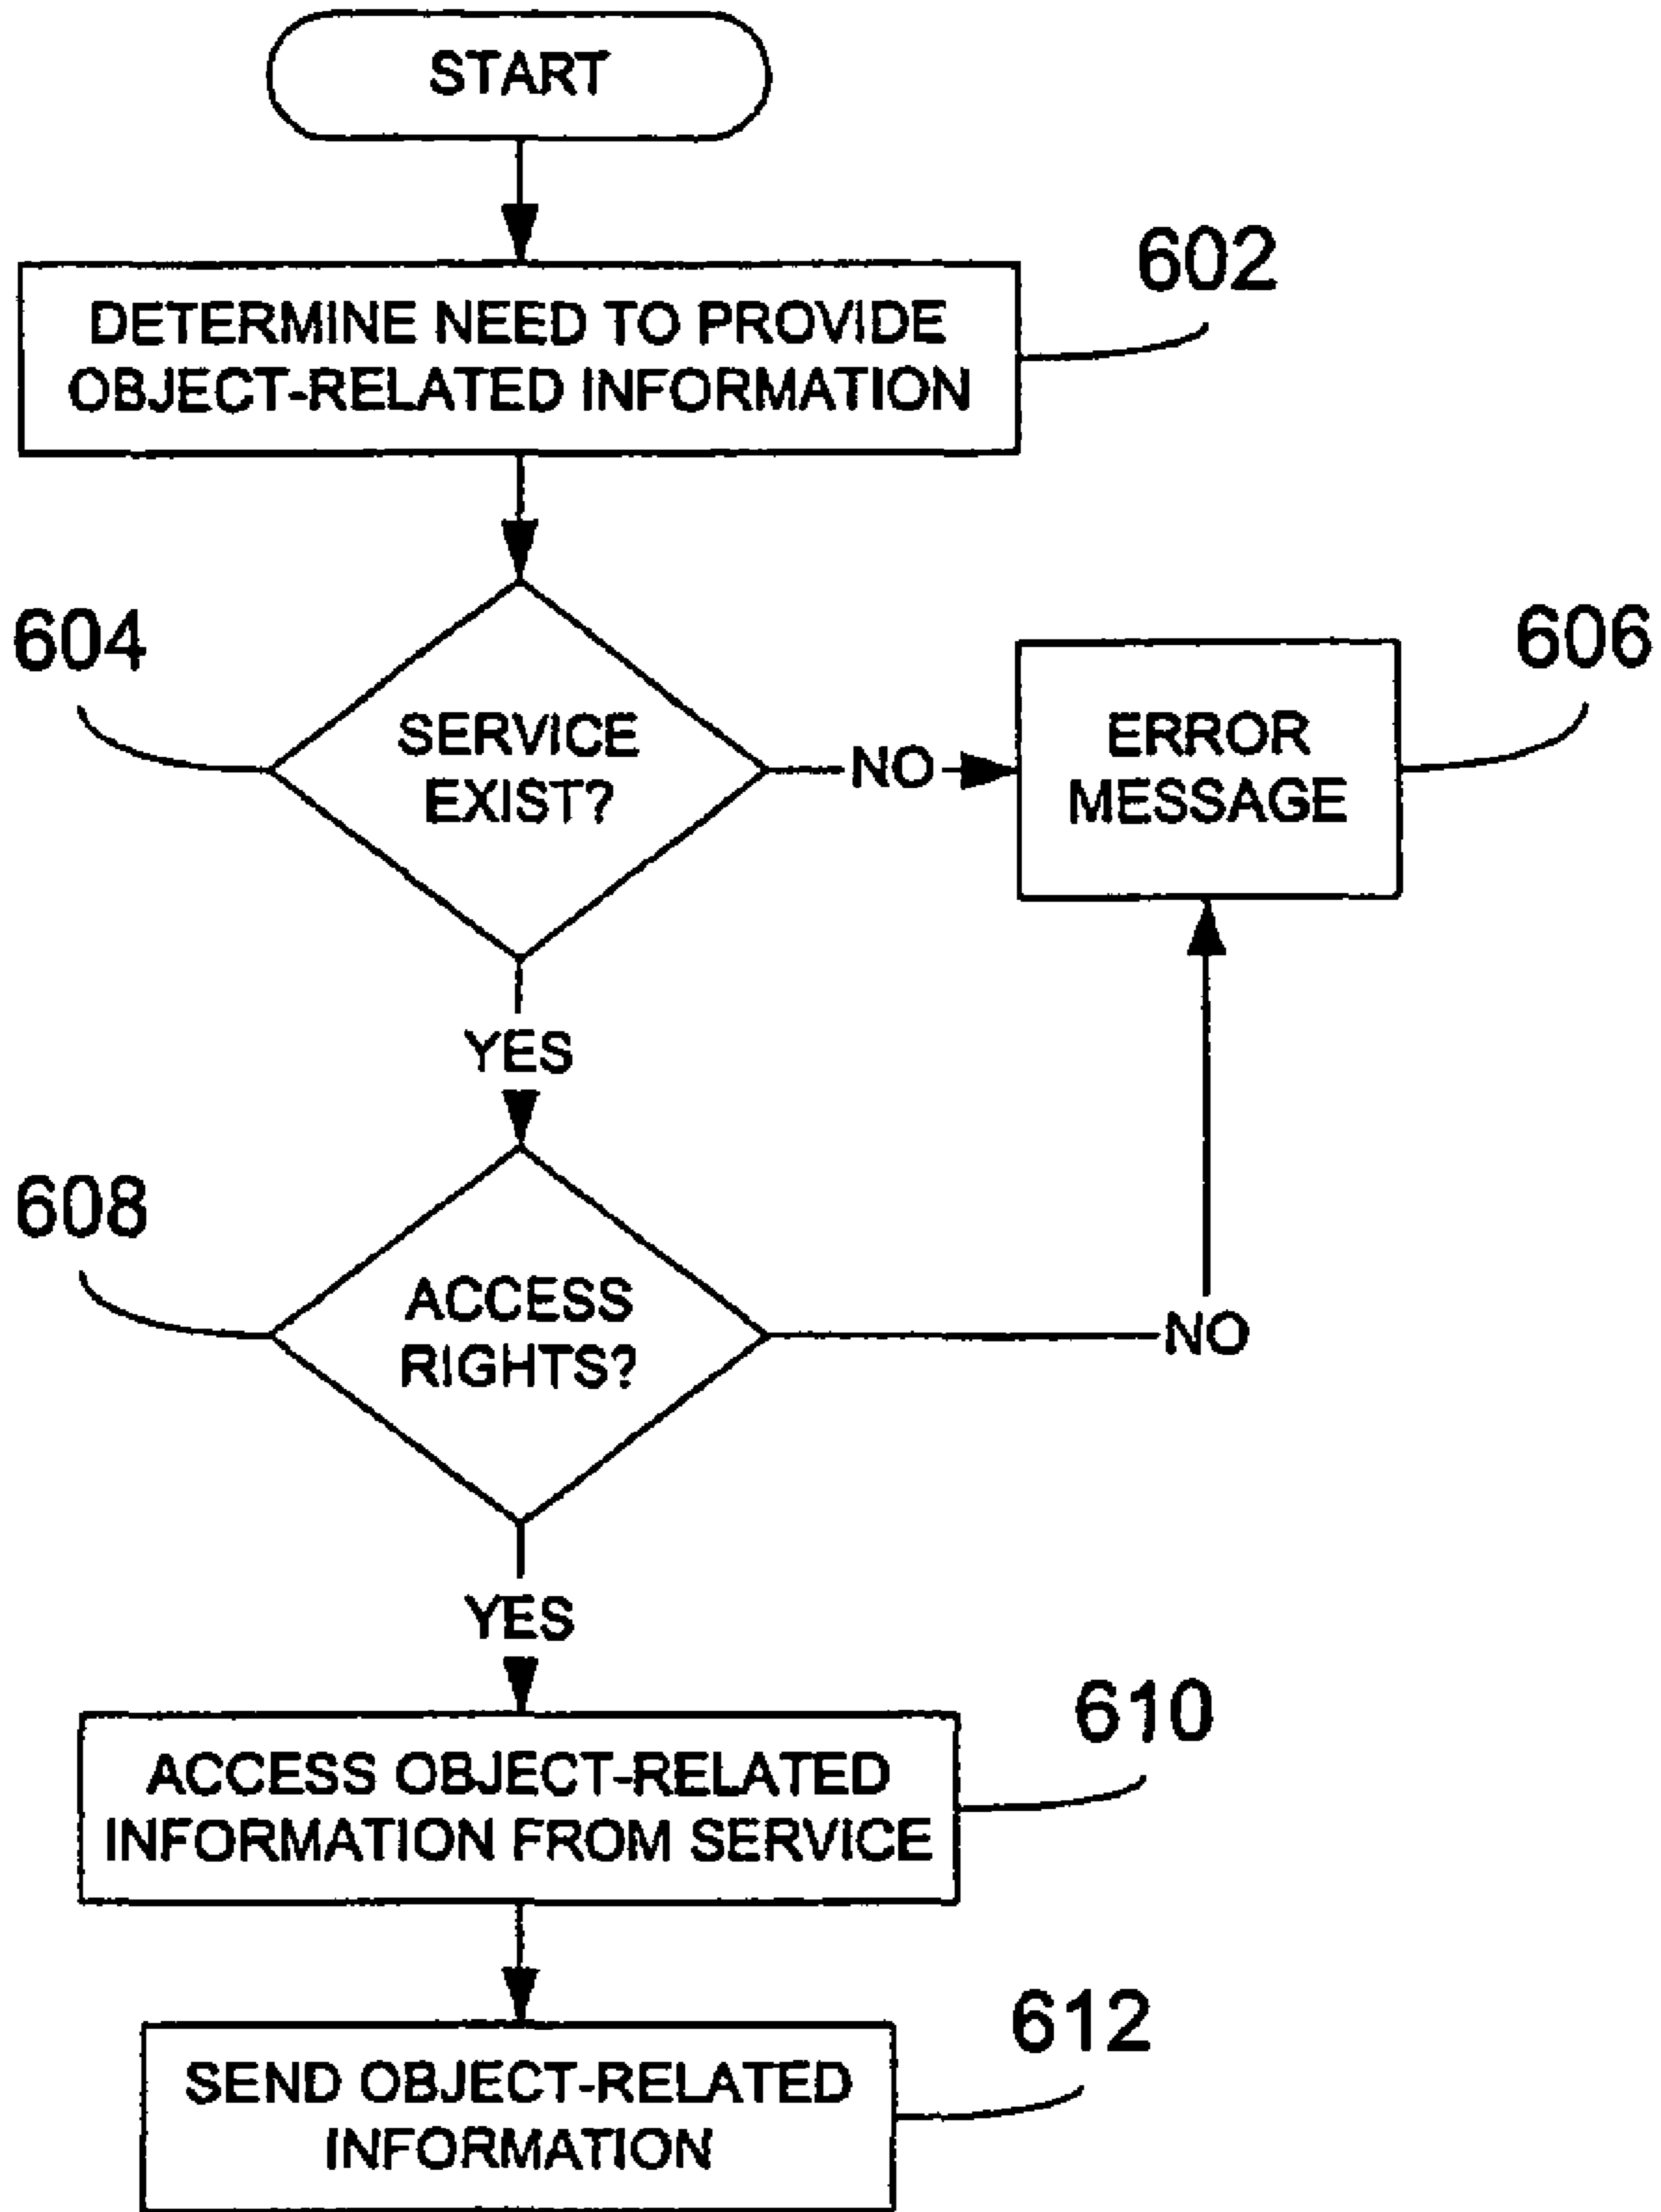 START
602
DETERMINE NEED TO PROVIDE
OBJECT-RELATED INFORMATION
604
SERVICE
EXIST?
NO
606
ERROR
MESSAGE
YES
608
ACCESS
RIGHTS?
NO
YES
610
ACCESS OBJECT-RELATED
INFORMATION FROM SERVICE
612
SEND OBJECT-RELATED
INFORMATION